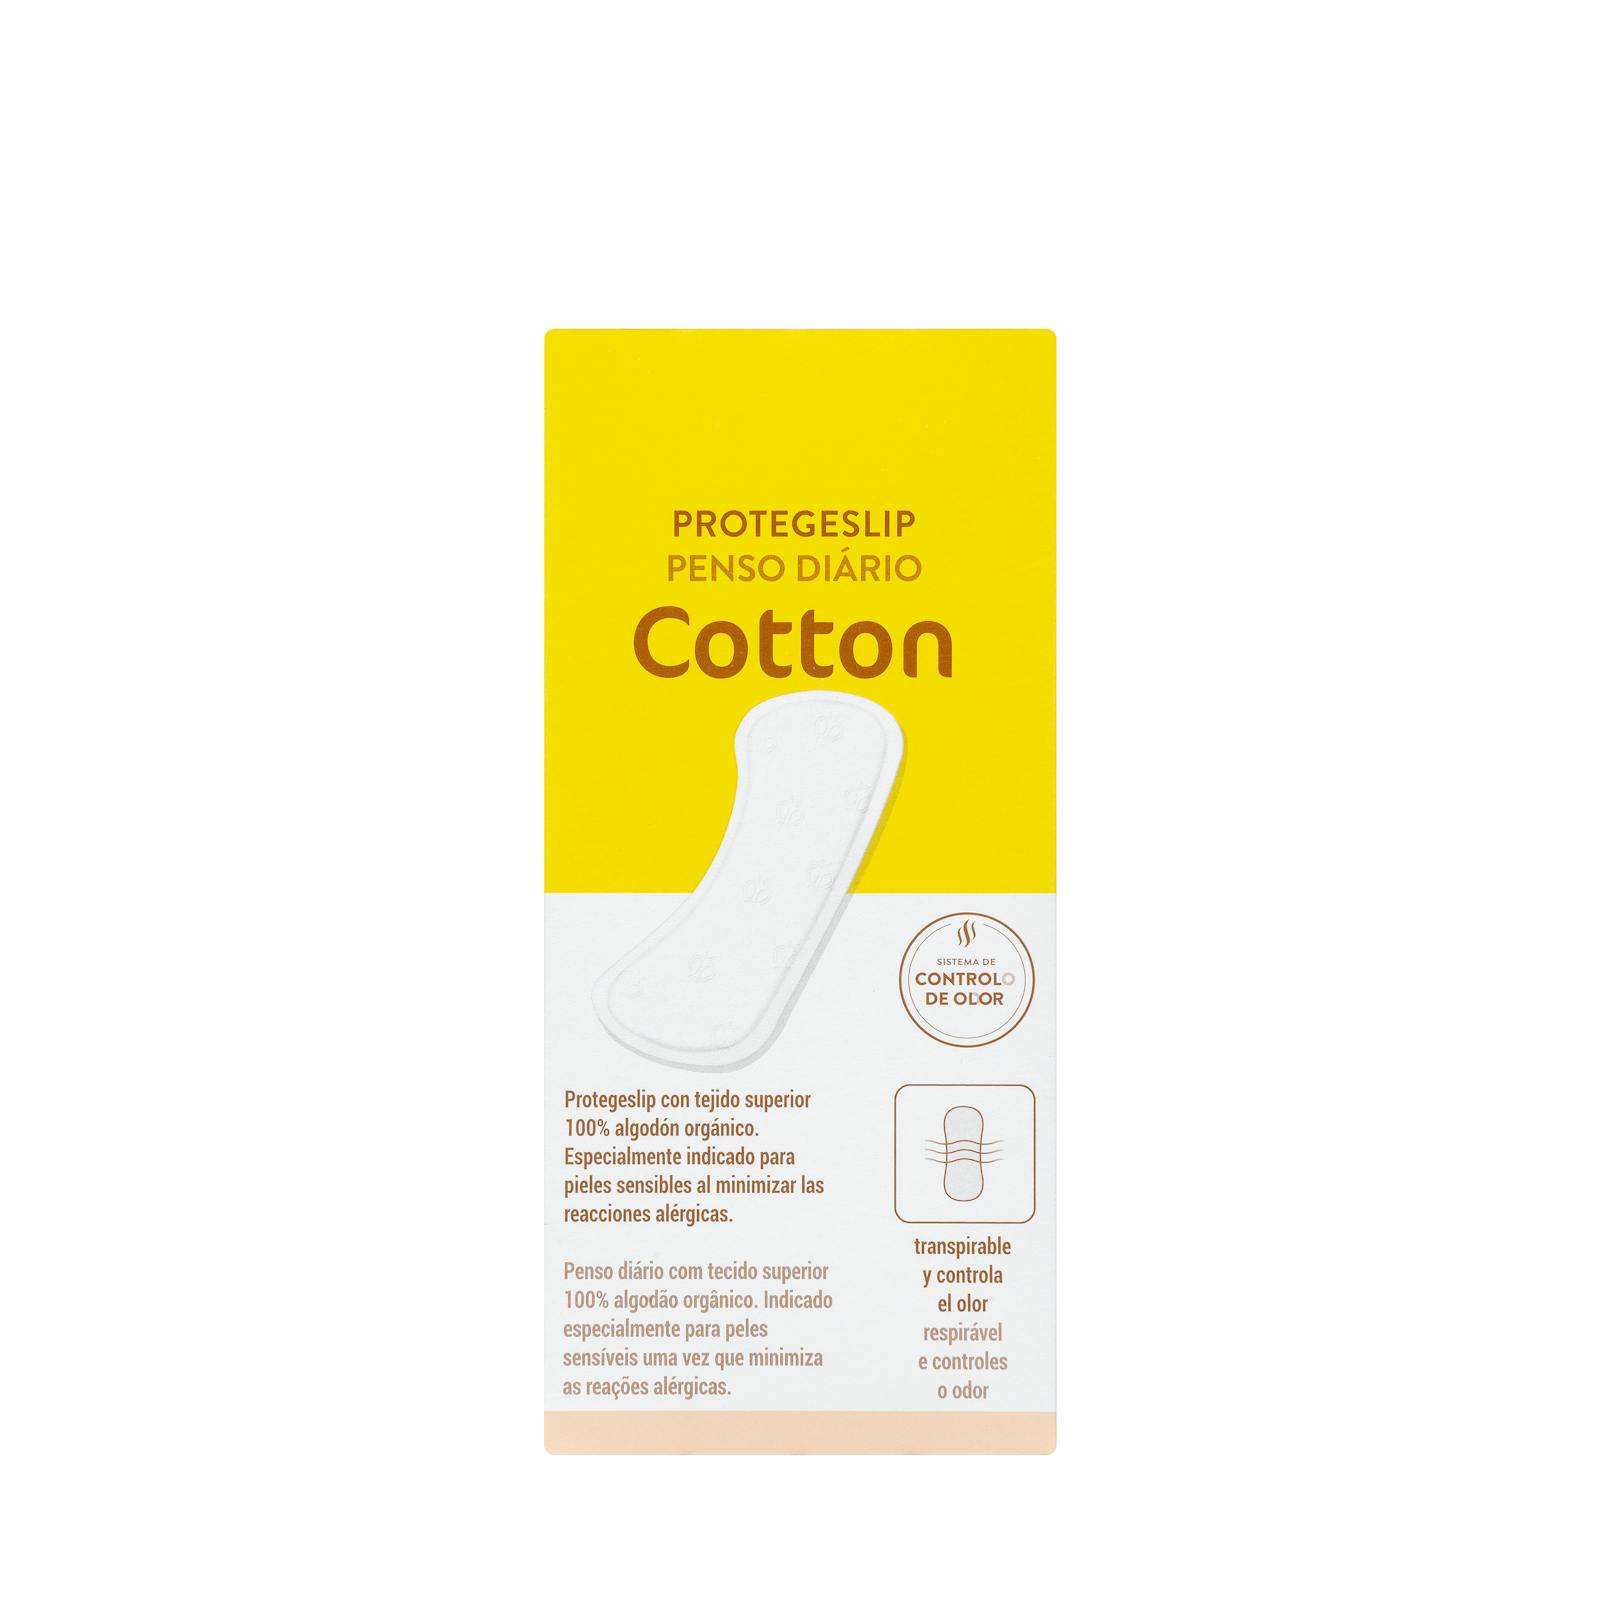 PROTEGESLIP
PENSO DIÁRIO
Cotton
SISTEMA DE
CONTROLO
DE OLOR
Protegeslip con tejido superior
100% algodón orgánico.
Especialmente indicado para
pieles sensibles al minimizar las
reacciones alérgicas.
Penso diário com tecido superior
100% algodão orgânico. Indicado
especialmente para peles
sensíveis uma vez que minimiza
as reações alérgicas.
transpirable
y controla
el olor
respirável
e controles
o odor